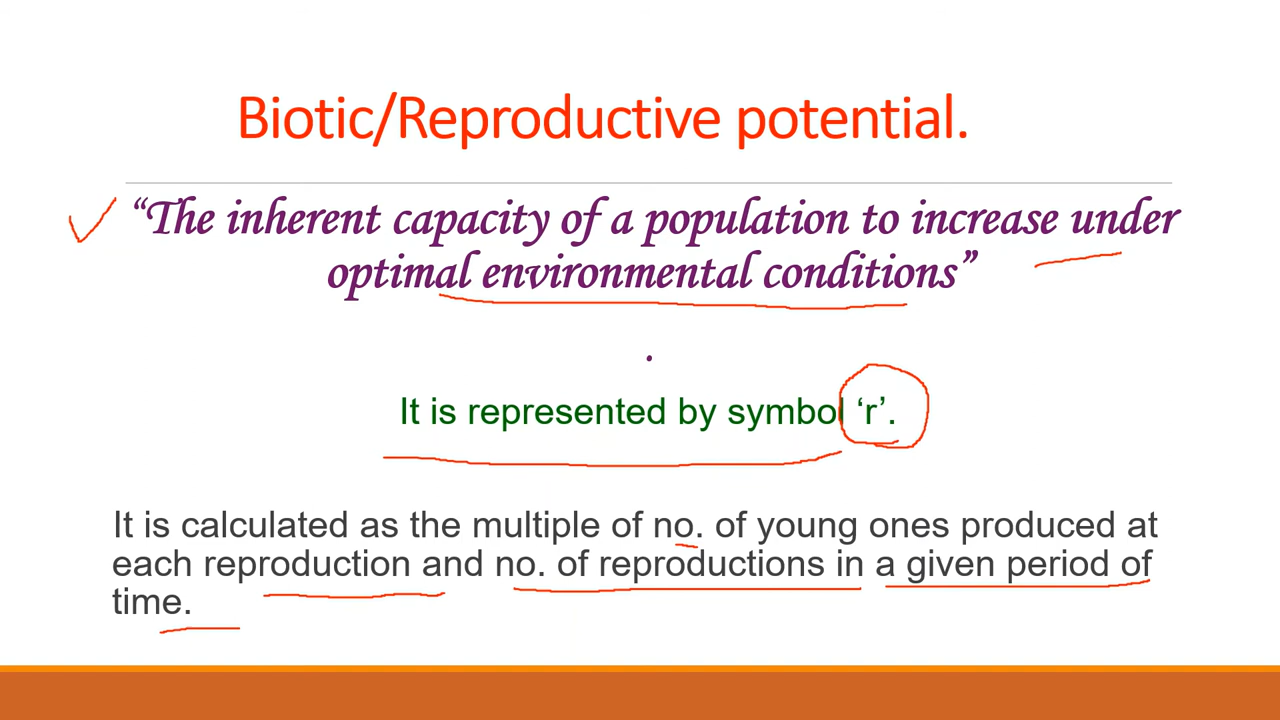 Biotic/Reproductive potential.
“The inherent capacity of a population to increase under
optimal environmental conditions”
.
It is represented by symbol ‘r’.
It is calculated as the multiple of no. of young ones produced at
each reproduction and no. of reproductions in a given period of
time.